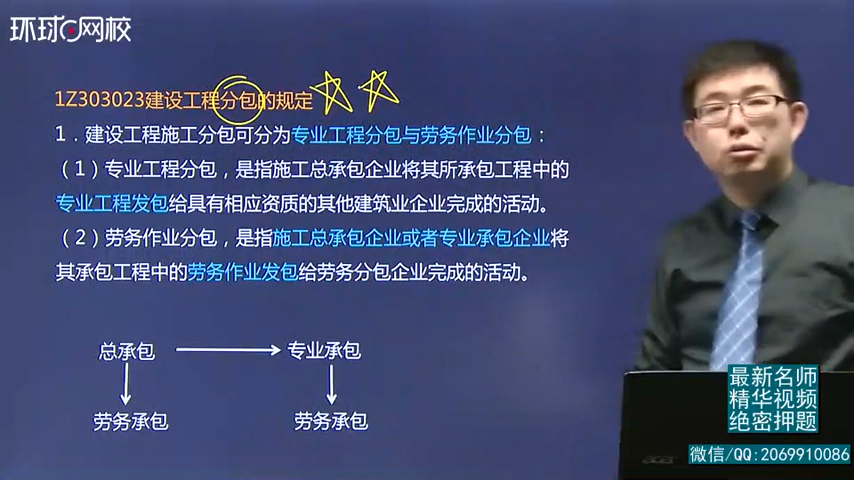 环球网校
1Z303023建设工程分包的规定
1．建设工程施工分包可分为专业工程分包与劳务作业分包：
（1）专业工程分包，是指施工总承包企业将其所承包工程中的
专业工程发包给具有相应资质的其他建筑业企业完成的活动。
（2）劳务作业分包，是指施工总承包企业或者专业承包企业将
其承包工程中的劳务作业发包给劳务分包企业完成的活动。
总承包 专业承包
劳务承包 劳务承包
最新名师
精华视频
绝密押题
微信/QQ:2069910086
acer